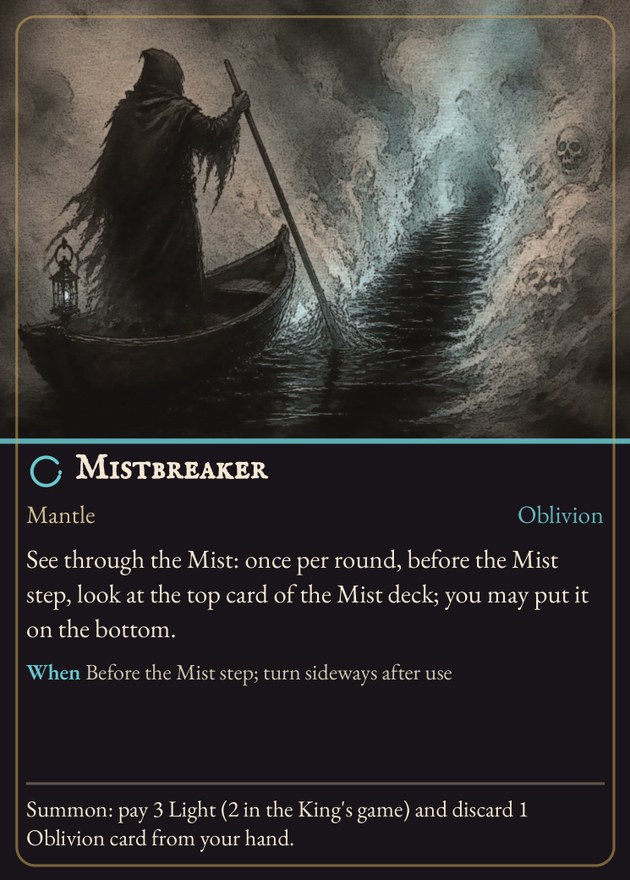 Mistbreaker
Mantle
Oblivion
See through the Mist: once per round, before the Mist
step, look at the top card of the Mist deck; you may put it
on the bottom.
When Before the Mist step; turn sideways after use
Summon: pay 3 Light (2 in the King's game) and discard 1
Oblivion card from your hand.